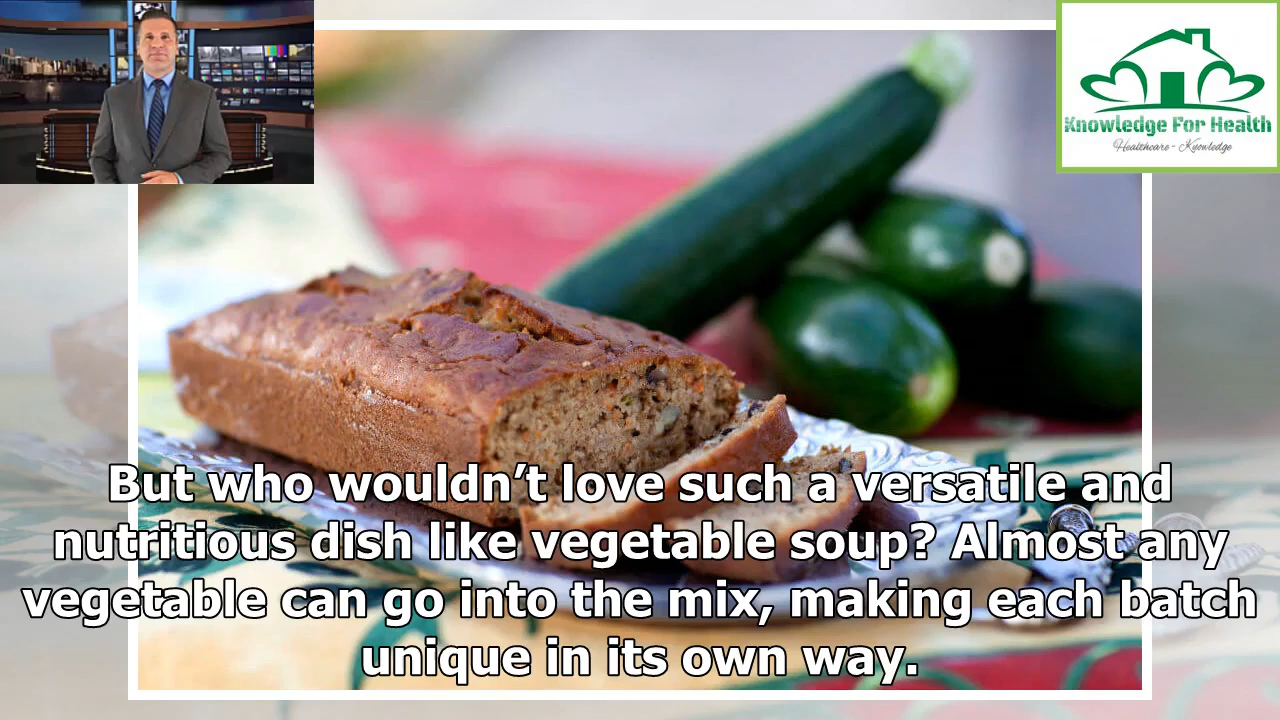 Knowledge For Health
Healthcare - Knowledge
But who wouldn’t love such a versatile and
nutritious dish like vegetable soup? Almost any
vegetable can go into the mix, making each batch
unique in its own way.